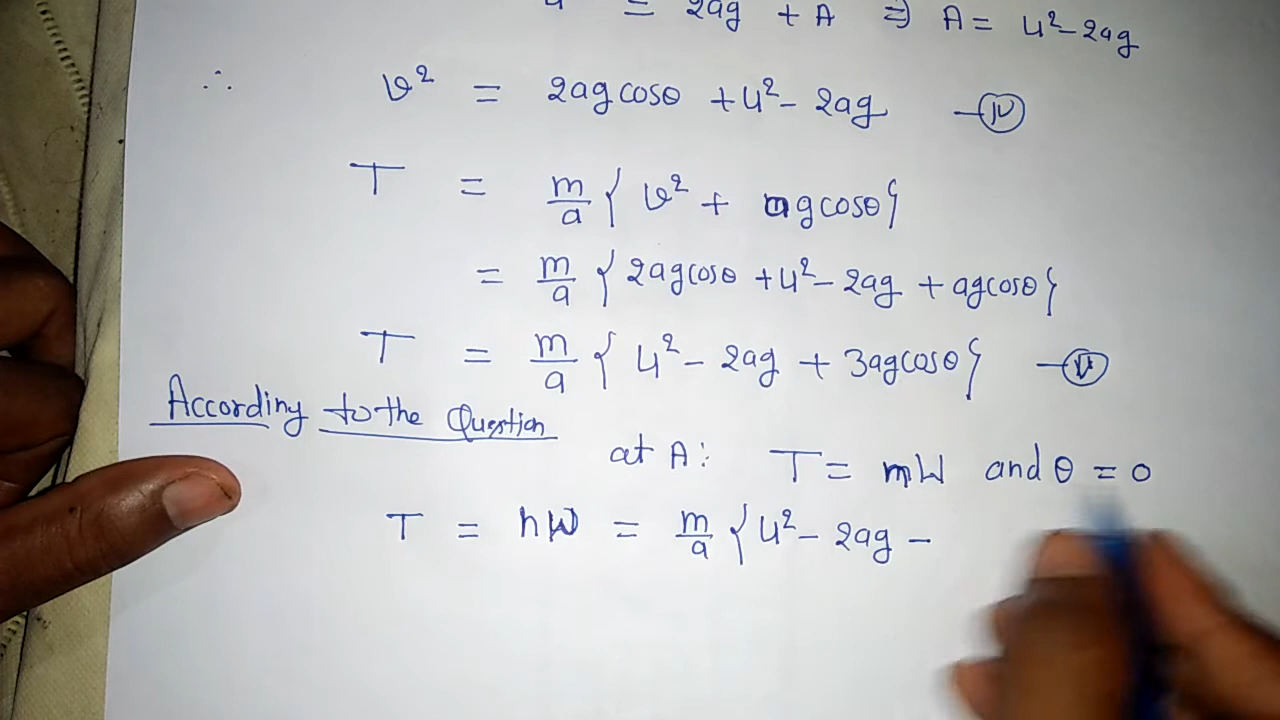 = 2ag + A ⇒ A = u² - 2ag
∴ v² = 2ag cosθ + u² - 2ag —(IV)
T = m/a { v² + ag cosθ}
= m/a { 2ag cosθ + u² - 2ag + ag cosθ}
T = m/a { u² - 2ag + 3ag cosθ} —(V)
According to the Question
at A: T = mW and θ = 0
T = nW = m/a { u² - 2ag -